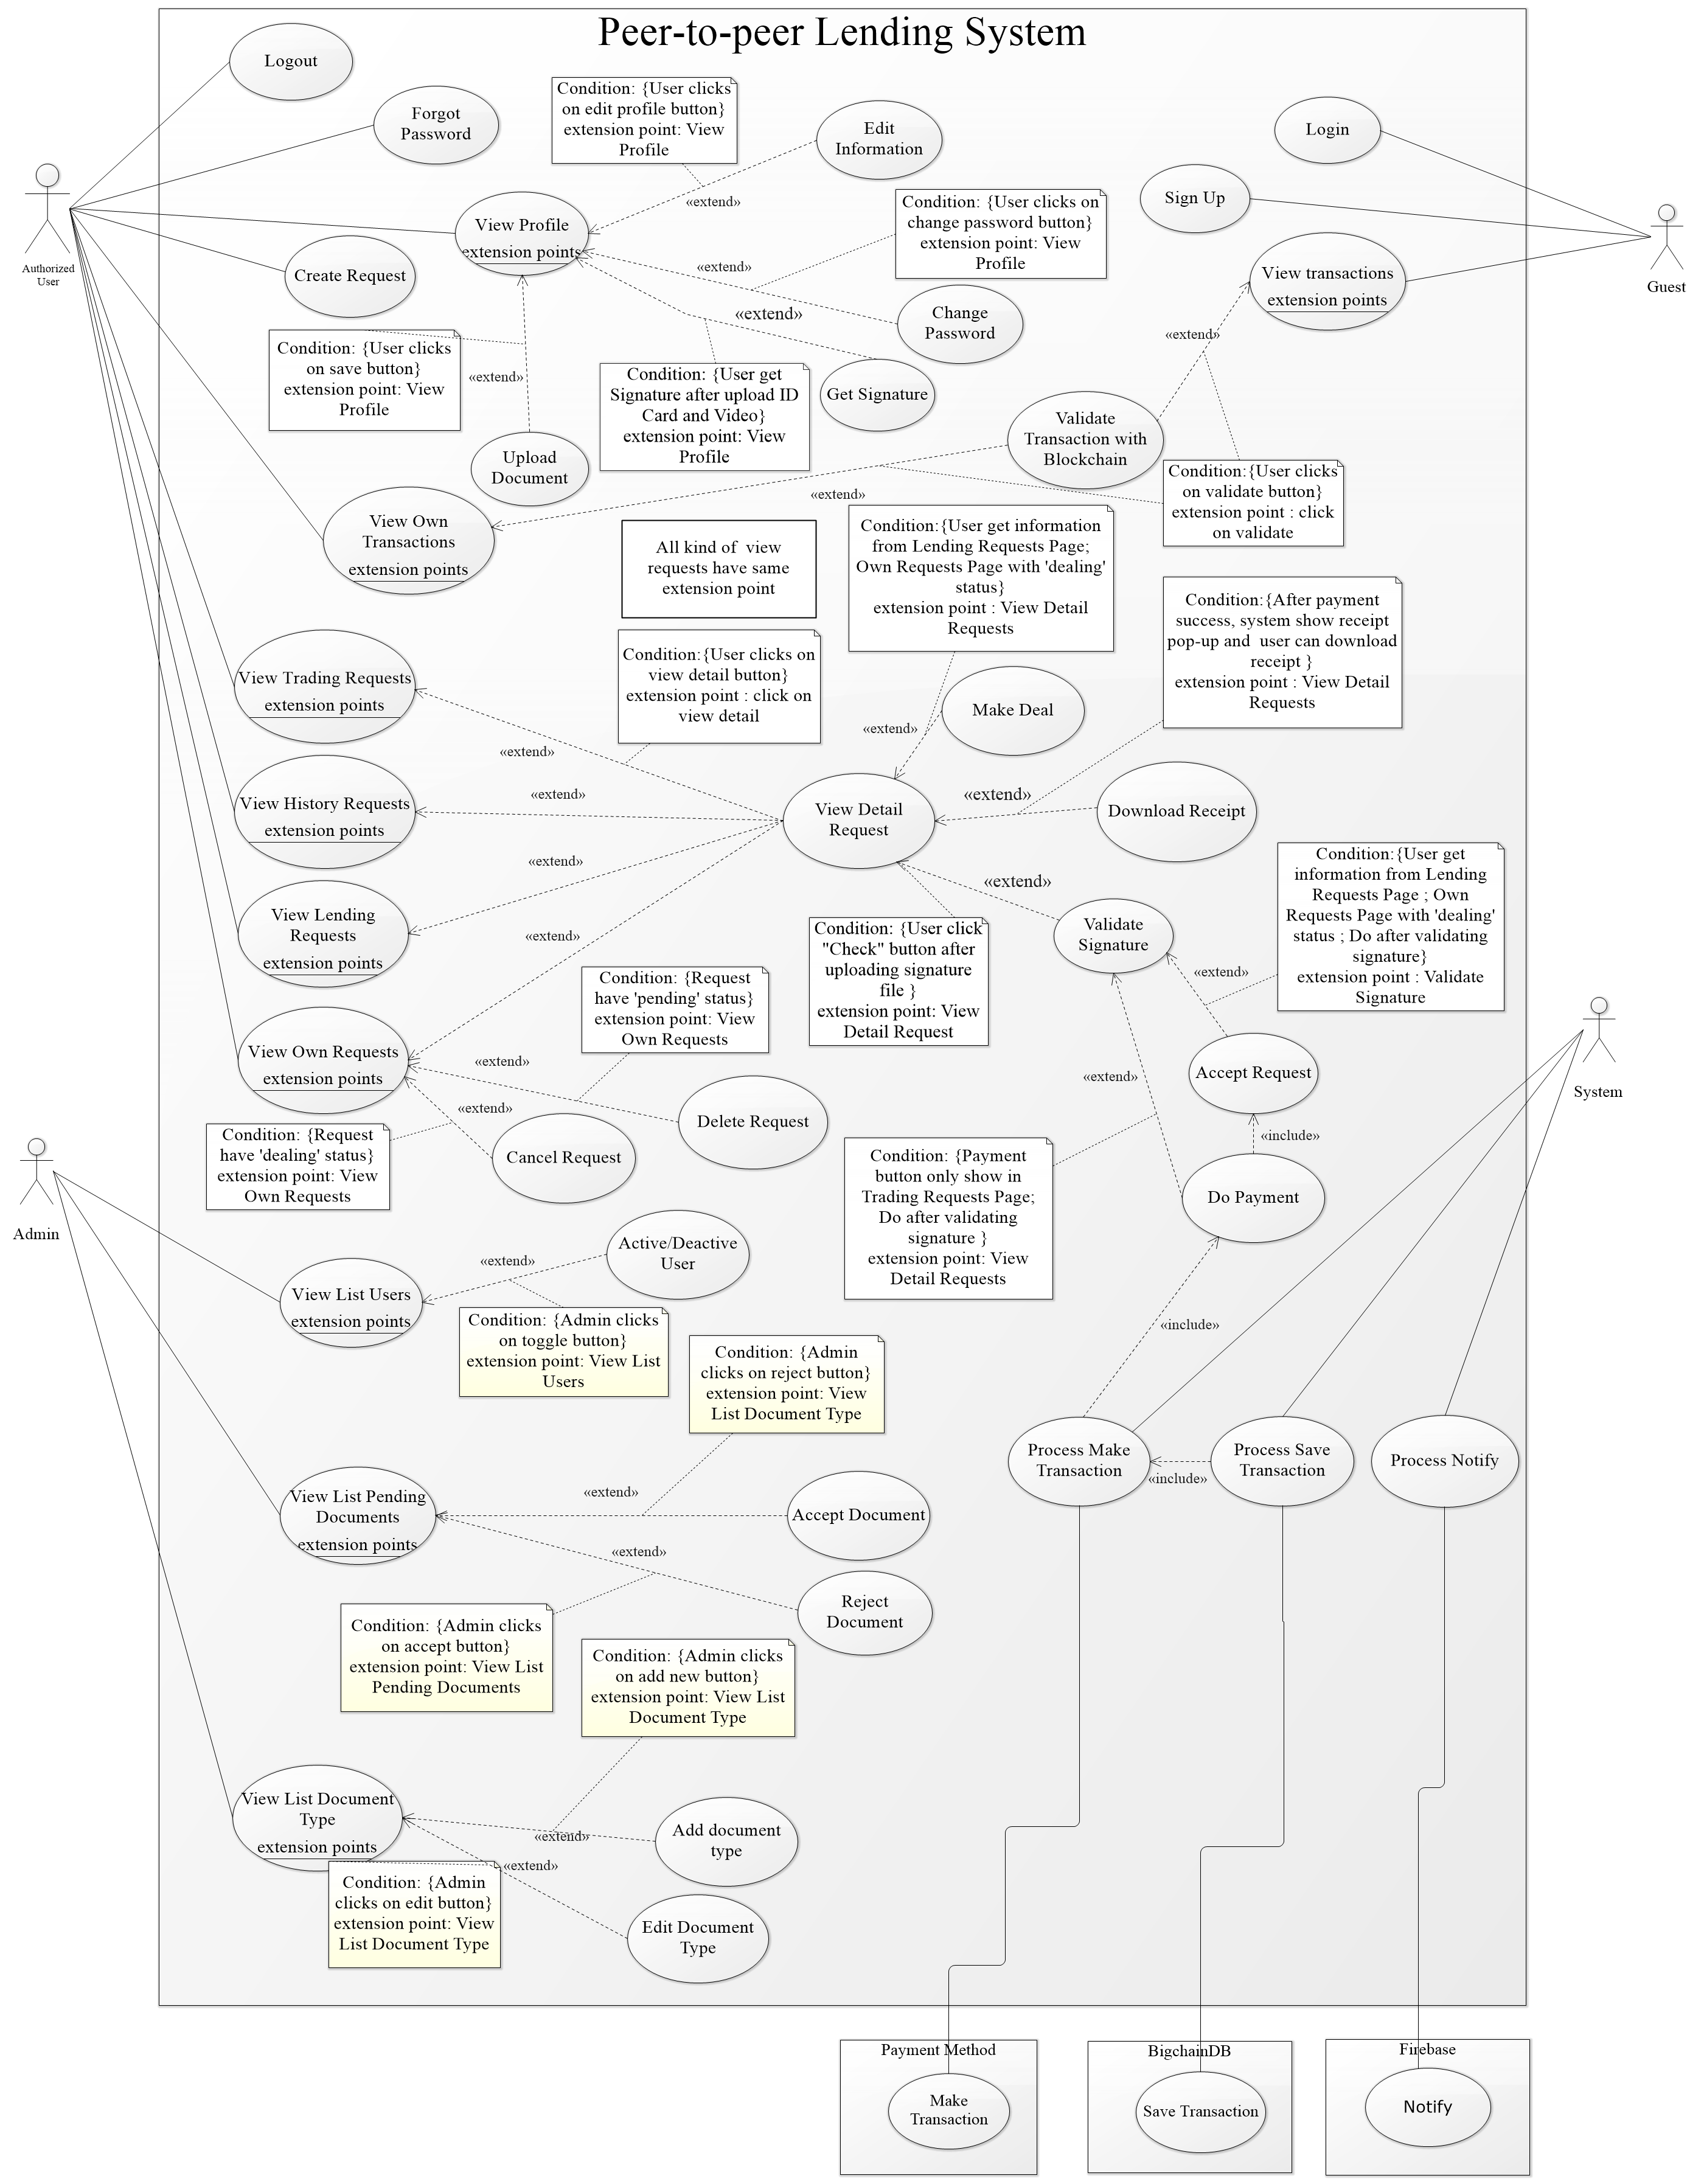 Peer-to-peer Lending System
Logout
Forgot
Password
Condition: {User clicks
on edit profile button}
extension point: View
Profile
Edit
Information
Login
Sign Up
«extend»
View Profile
extension points
Condition: {User clicks on
change password button}
extension point: View
Profile
Authorized
User
Create Request
«extend»
View transactions
extension points
Guest
«extend»
Change
Password
«extend»
Condition: {User clicks
on save button}
extension point: View
Profile
«extend»
Condition: {User get
Signature after upload ID
Card and Video}
extension point: View
Profile
Get Signature
Validate
Transaction with
Blockchain
Upload
Document
Condition:{User clicks
on validate button}
extension point : click
on validate
«extend»
View Own
Transactions
extension points
All kind of  view
requests have same
extension point
Condition:{User get information
from Lending Requests Page;
Own Requests Page with 'dealing'
status}
extension point : View Detail
Requests
Condition:{After payment
success, system show receipt
pop-up and  user can download
receipt }
extension point : View Detail
Requests
Condition:{User clicks on
view detail button}
extension point : click on
view detail
View Trading Requests
extension points
Make Deal
«extend»
«extend»
«extend»
«extend»
View History Requests
extension points
View Detail
Request
Download Receipt
«extend»
«extend»
Condition:{User get
information from Lending
Requests Page ; Own
Requests Page with 'dealing'
status ; Do after validating
signature}
extension point : Validate
Signature
View Lending
Requests
extension points
«extend»
Condition: {User click
"Check" button after
uploading signature
file }
extension point: View
Detail Request
Validate
Signature
«extend»
Condition: {Request
have 'pending' status}
extension point: View
Own Requests
View Own Requests
extension points
«extend»
«extend»
Accept Request
System
«extend»
Delete Request
Condition: {Request
have 'dealing' status}
extension point: View
Own Requests
Cancel Request
«include»
Condition: {Payment
button only show in
Trading Requests Page;
Do after validating
signature }
extension point: View
Detail Requests
Do Payment
Admin
Active/Deactive
User
«extend»
View List Users
extension points
Condition: {Admin clicks
on toggle button}
extension point: View List
Users
«include»
Condition: {Admin
clicks on reject button}
extension point: View
List Document Type
Process Make
Transaction
«include»
Process Save
Transaction
Process Notify
View List Pending
Documents
extension points
«extend»
Accept Document
«extend»
Reject
Document
Condition: {Admin clicks
on accept button}
extension point: View List
Pending Documents
Condition: {Admin clicks
on add new button}
extension point: View List
Document Type
View List Document
Type
extension points
«extend»
Add document
type
«extend»
Condition: {Admin
clicks on edit button}
extension point: View
List Document Type
Edit Document
Type
Payment Method
Make
Transaction
BigchainDB
Save Transaction
Firebase
Notify